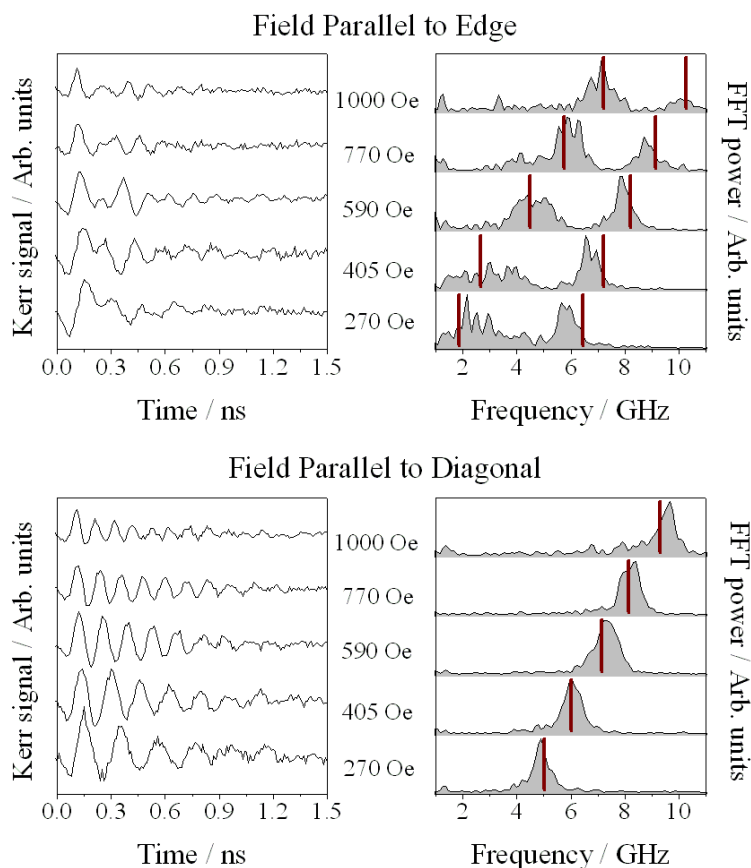 Field Parallel to Edge
Kerr signal / Arb. units
1000 Oe
770 Oe
590 Oe
405 Oe
270 Oe
FFT power / Arb. units
0.0 0.3 0.6 0.9 1.2 1.5
2 4 6 8 10
Time / ns
Frequency / GHz
Field Parallel to Diagonal
Kerr signal / Arb. units
1000 Oe
770 Oe
590 Oe
405 Oe
270 Oe
FFT power / Arb. units
0.0 0.3 0.6 0.9 1.2 1.5
2 4 6 8 10
Time / ns
Frequency / GHz